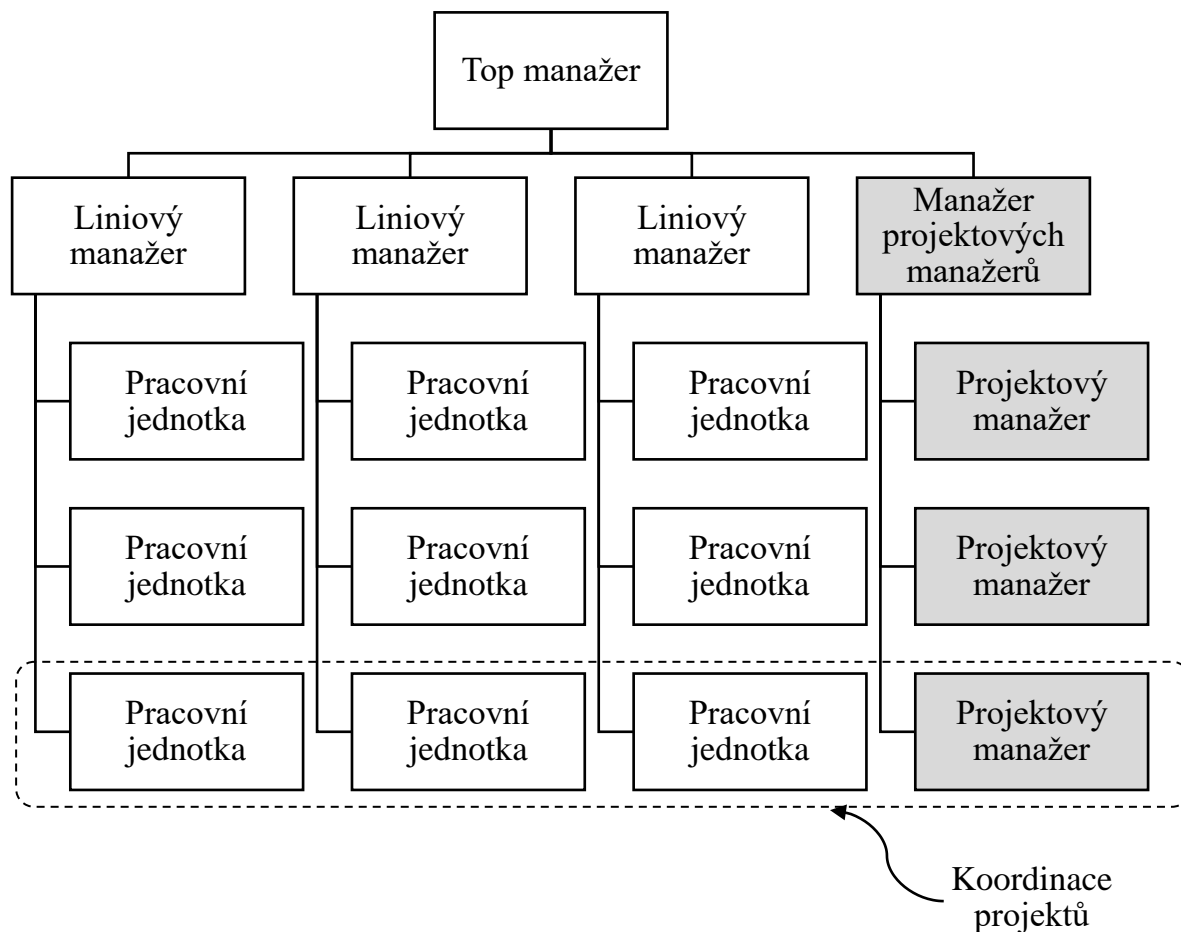 Top manažer
Liniový
manažer
Liniový
manažer
Liniový
manažer
Manažer
projektových
manažerů
Pracovní
jednotka
Pracovní
jednotka
Pracovní
jednotka
Projektový
manažer
Pracovní
jednotka
Pracovní
jednotka
Pracovní
jednotka
Projektový
manažer
Pracovní
jednotka
Pracovní
jednotka
Pracovní
jednotka
Projektový
manažer
Koordinace
projektů